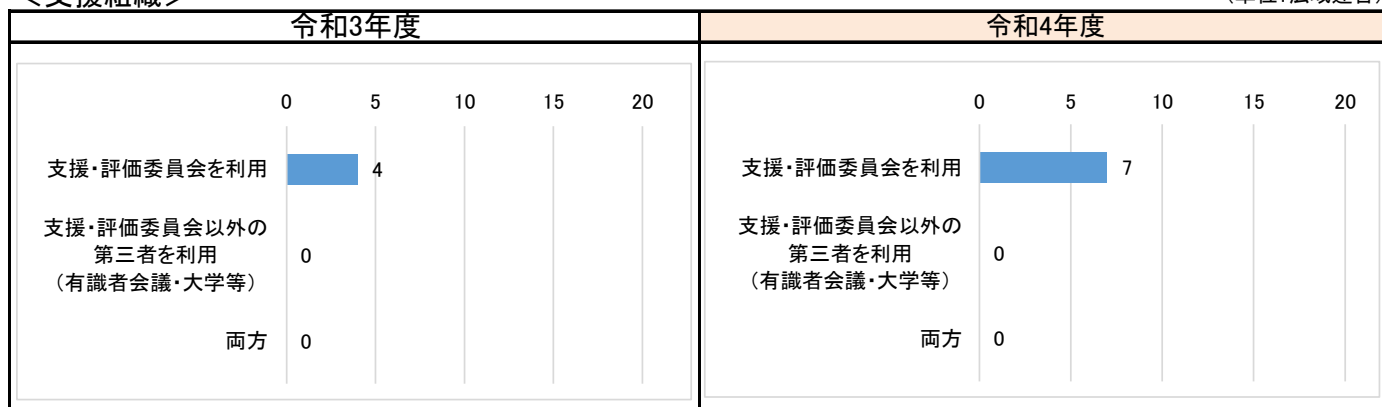 ＜支援組織＞
（単位：広域連合）
令和3年度
令和4年度
0 5 10 15 20
支援・評価委員会を利用 4
支援・評価委員会以外の
第三者を利用 0
（有識者会議・大学等）
両方 0
0 5 10 15 20
支援・評価委員会を利用 7
支援・評価委員会以外の
第三者を利用 0
（有識者会議・大学等）
両方 0